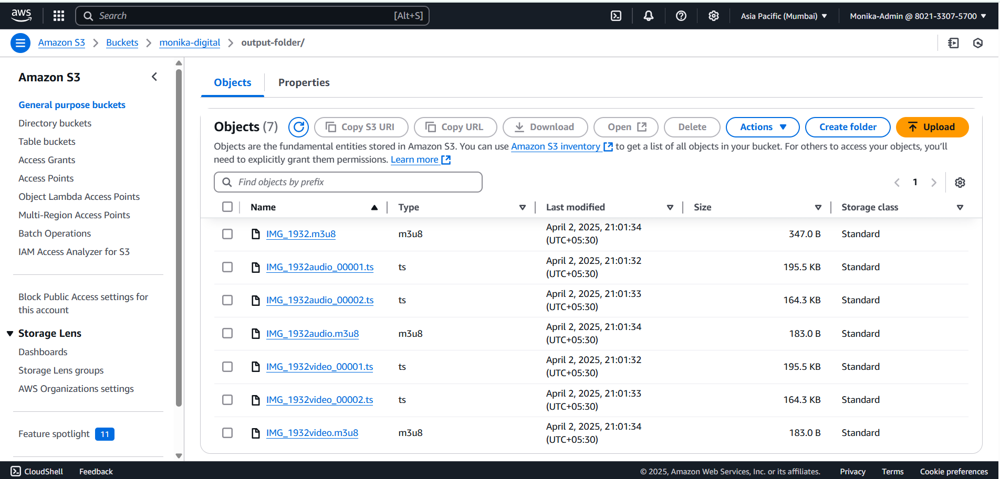 aws
Search [Alt+S] Asia Pacific (Mumbai) Monika-Admin @ 8021-3307-5700
Amazon S3 Buckets monika-digital output-folder/
Amazon S3
General purpose buckets
Directory buckets
Table buckets
Access Grants
Access Points
Object Lambda Access Points
Multi-Region Access Points
Batch Operations
IAM Access Analyzer for S3
Block Public Access settings for
this account
Storage Lens
Dashboards
Storage Lens groups
AWS Organizations settings
Feature spotlight 11
Objects Properties
Objects (7) Copy S3 URI Copy URL Download Open Delete Actions Create folder Upload
Objects are the fundamental entities stored in Amazon S3. You can use Amazon S3 inventory to get a list of all objects in your bucket. For others to access your objects, you’ll
need to explicitly grant them permissions. Learn more
Find objects by prefix
1
Name Type Last modified Size Storage class
IMG_1932.m3u8 m3u8 April 2, 2025, 21:01:34 (UTC+05:30) 347.0 B Standard
IMG_1932audio_00001.ts ts April 2, 2025, 21:01:32 (UTC+05:30) 195.5 KB Standard
IMG_1932audio_00002.ts ts April 2, 2025, 21:01:33 (UTC+05:30) 164.3 KB Standard
IMG_1932audio.m3u8 m3u8 April 2, 2025, 21:01:34 (UTC+05:30) 183.0 B Standard
IMG_1932video_00001.ts ts April 2, 2025, 21:01:32 (UTC+05:30) 195.5 KB Standard
IMG_1932video_00002.ts ts April 2, 2025, 21:01:33 (UTC+05:30) 164.3 KB Standard
IMG_1932video.m3u8 m3u8 April 2, 2025, 21:01:34 (UTC+05:30) 183.0 B Standard
CloudShell Feedback © 2025, Amazon Web Services, Inc. or its affiliates. Privacy Terms Cookie preferences